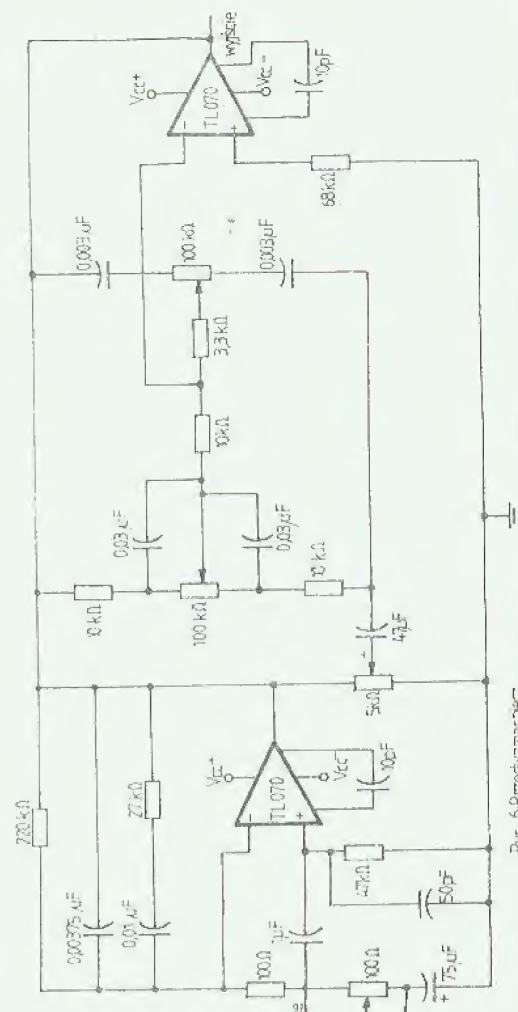 220kΩ
0,00375µF
0,01µF
27kΩ
100Ω
1µF
100Ω
75µF
+
-
+
TL070
Vcc+
Vcc-
10pF
47kΩ
50pF
5kΩ
+
47µF
10kΩ
0,03µF
100kΩ
0,03µF
10kΩ
10kΩ
3,3kΩ
0,003µF
100kΩ
0,003µF
-
+
TL070
Vcc+
Vcc-
wyjście
10pF
68kΩ